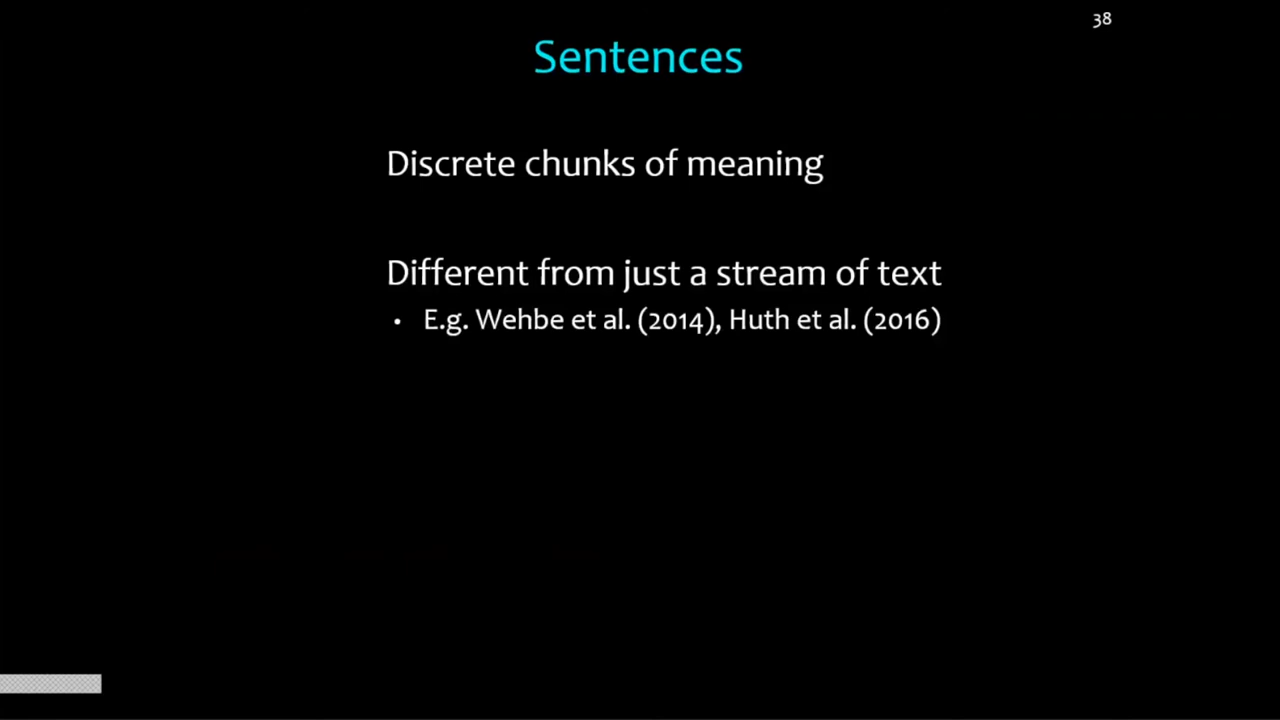 38
Sentences
Discrete chunks of meaning
Different from just a stream of text
• E.g. Wehbe et al. (2014), Huth et al. (2016)